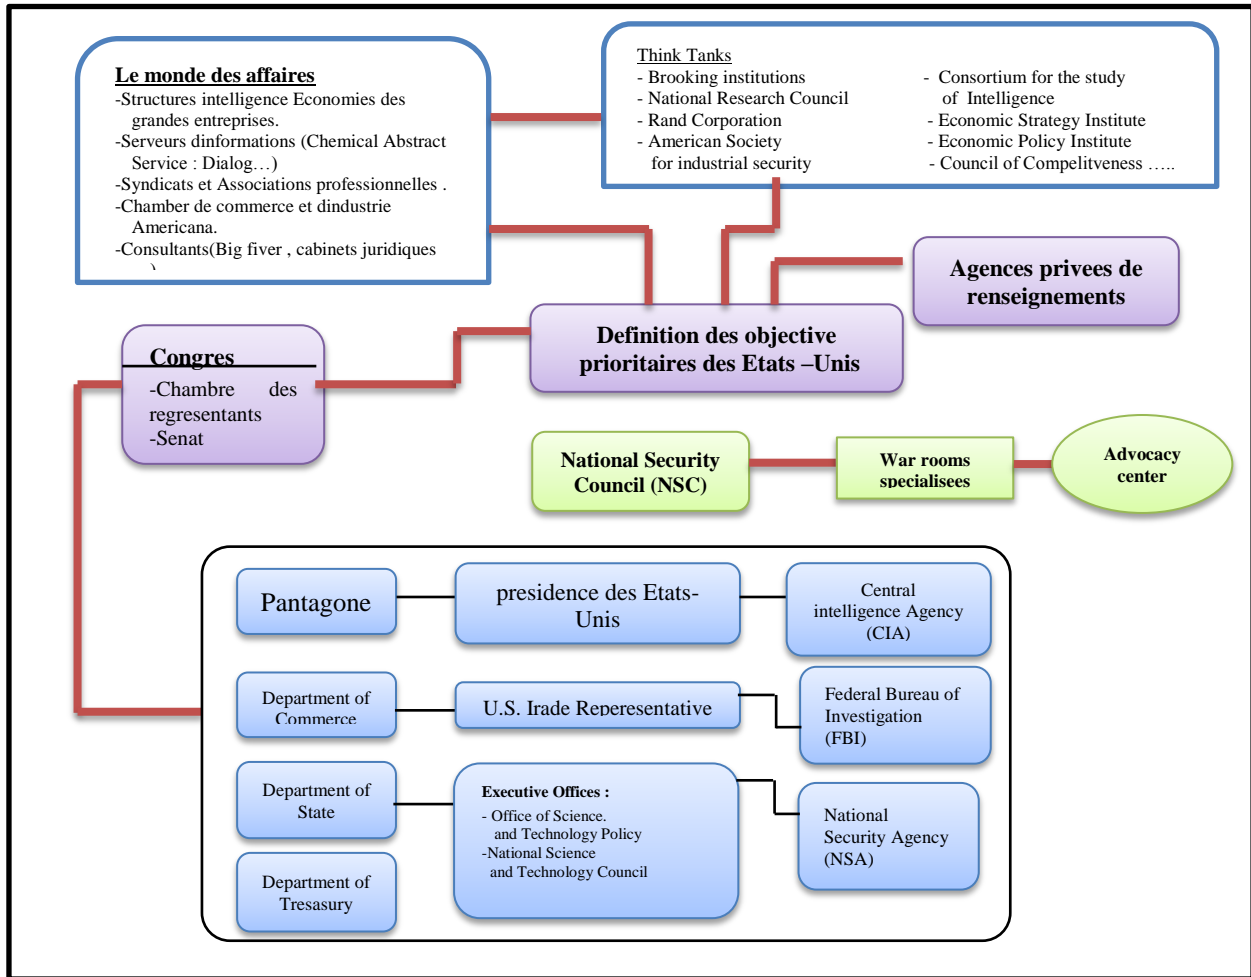 Le monde des affaires
-Structures intelligence Economies des
grandes entreprises.
-Serveurs dinformations (Chemical Abstract
Service : Dialog…)
-Syndicats et Associations professionnelles .
-Chamber de commerce et dindustrie
Americana.
-Consultants(Big fiver , cabinets juridiques
Think Tanks
- Brooking institutions
- National Research Council
- Rand Corporation
- American Society
for industrial security
- Consortium for the study
of Intelligence
- Economic Strategy Institute
- Economic Policy Institute
- Council of Compelitveness …..
Agences privees de
renseignements
Definition des objective
prioritaires des Etats –Unis
Congres
-Chambre des
regresentants
-Senat
National Security
Council (NSC)
War rooms
specialisees
Advocacy
center
Pantagone
presidence des Etats-
Unis
Central
intelligence Agency
(CIA)
Department of
Commerce
U.S. Irade Reperesentative
Federal Bureau of
Investigation
(FBI)
Department of
State
Executive Offices :
- Office of Science.
and Technology Policy
-National Science
and Technology Council
National
Security Agency
(NSA)
Department of
Tresasury